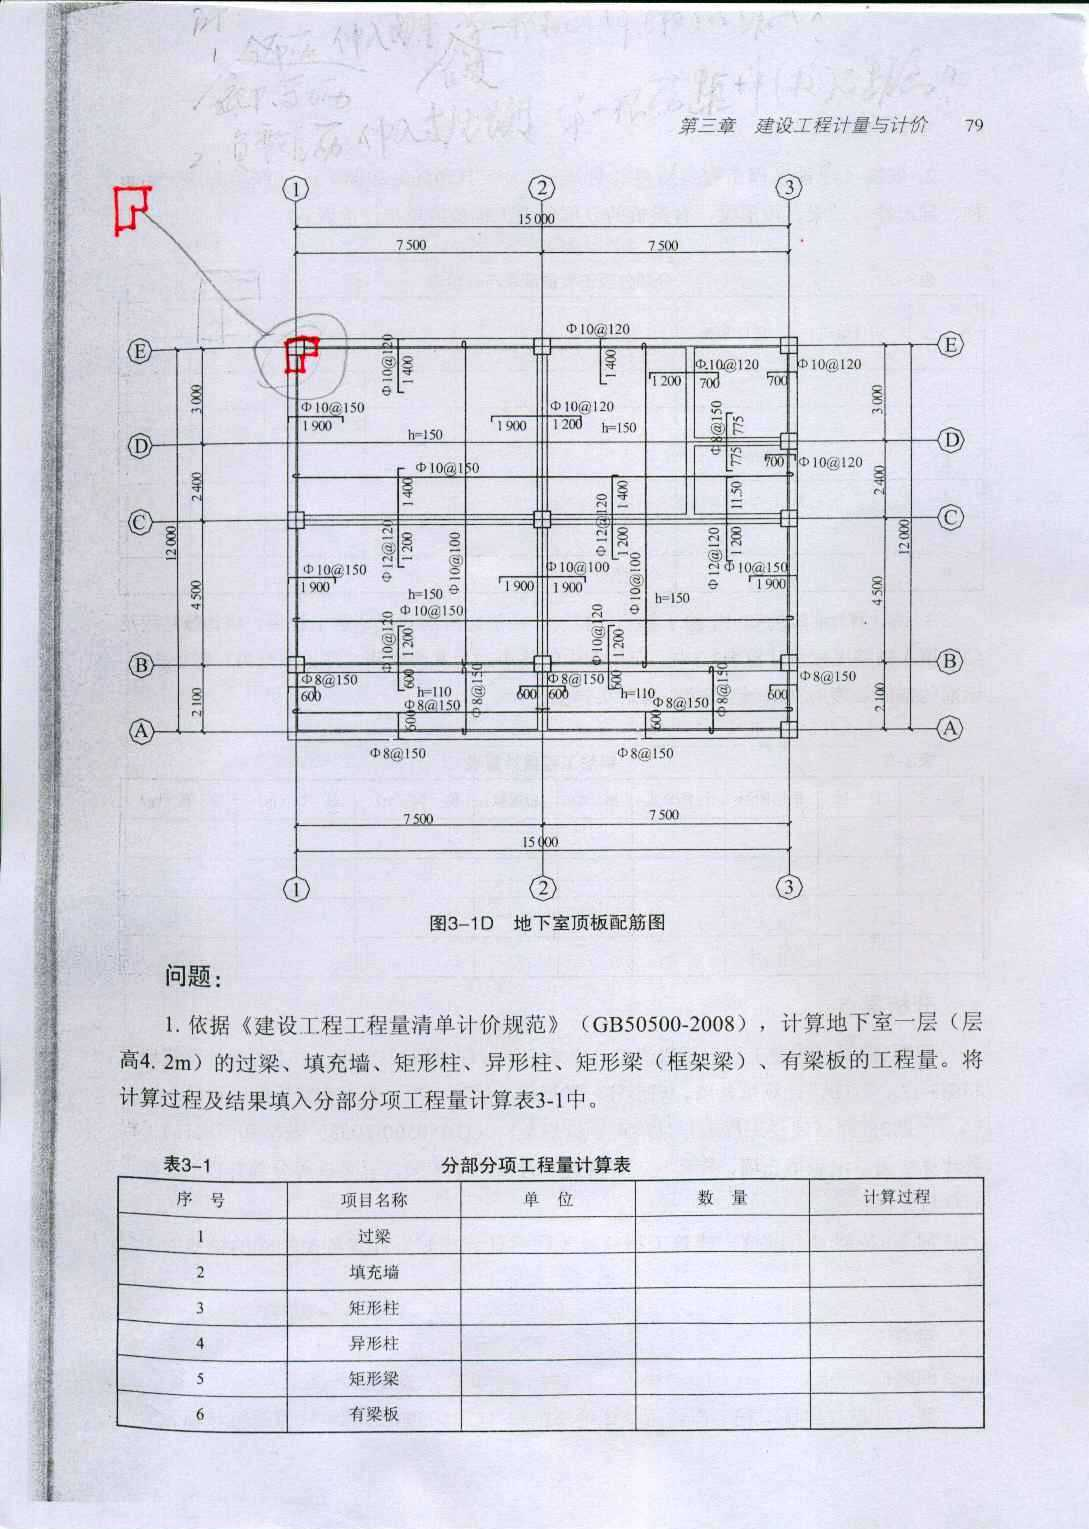 第三章 建设工程计量与计价 79
1 2 3
15 000
7 500 7 500
E Φ10@120 E
Φ10@120 1 400 1 400 1 200 Φ10@120 700 700 Φ10@120
3 000 3 000
Φ10@150 Φ10@120 Φ8@150 775
1 900 1 900 1 200
h=150 h=150
D D
Φ10@150 775 700 Φ10@120
2 400 1 400 1 400 1150 2 400
C C
12 000 12 000
Φ12@120 1 200 Φ10@100 Φ12@120 1 200 Φ12@120 1 200
Φ10@150 Φ10@100 Φ10@150
1 900 1 900 1 900 Φ10@100 1 900
4 500 h=150 h=150 4 500
Φ10@150
Φ10@120 1 200 Φ10@120 1 200
B B
Φ8@150 600 Φ8@150 Φ8@150 600 Φ8@150 Φ8@150
600 h=110 600 600 h=110 600
2 100 Φ8@150 Φ8@150 2 100
600 600
A A
Φ8@150 Φ8@150
7 500 7 500
15 000
1 2 3
图3-1D 地下室顶板配筋图
问题：
1. 依据《建设工程工程量清单计价规范》（GB50500-2008），计算地下室一层（层
高4. 2m）的过梁、填充墙、矩形柱、异形柱、矩形梁（框架梁）、有梁板的工程量。将
计算过程及结果填入分部分项工程量计算表3-1中。
表3-1 分部分项工程量计算表
序 号 项目名称 单 位 数 量 计算过程
1 过梁
2 填充墙
3 矩形柱
4 异形柱
5 矩形梁
6 有梁板